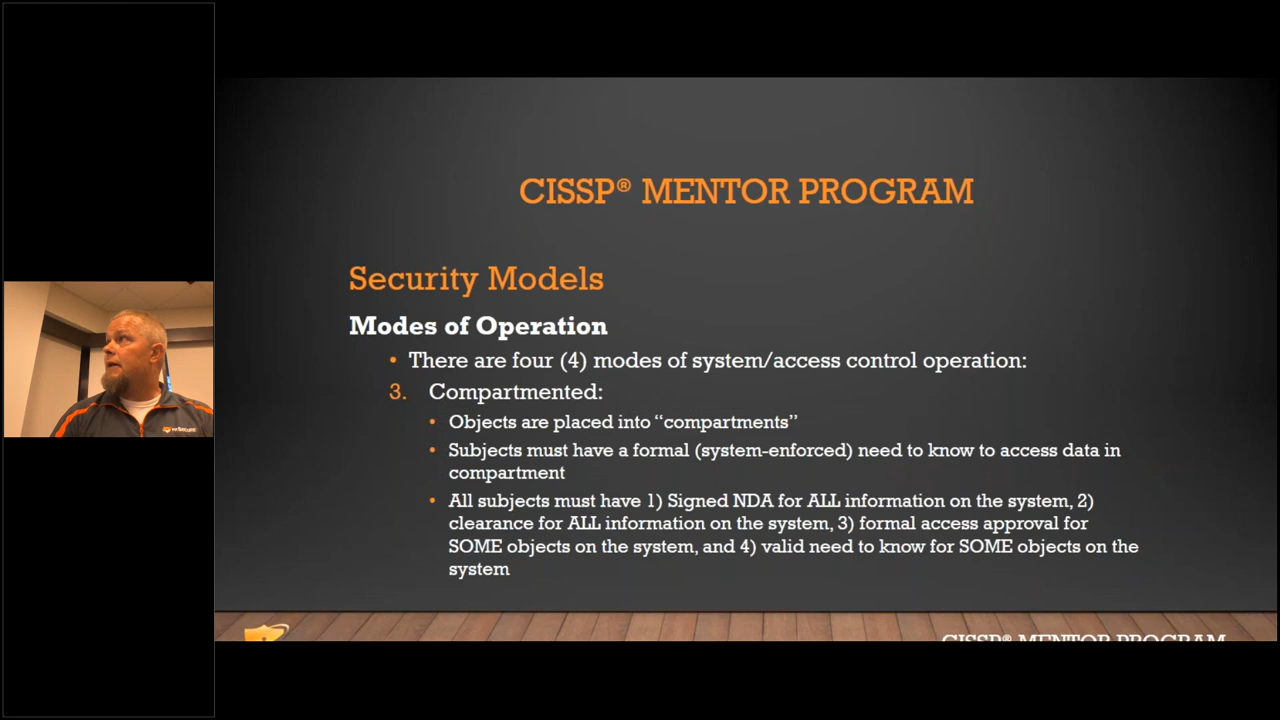 CISSP® MENTOR PROGRAM
Security Models
Modes of Operation
• There are four (4) modes of system/access control operation:
3. Compartmented:
• Objects are placed into “compartments”
• Subjects must have a formal (system-enforced) need to know to access data in
compartment
• All subjects must have 1) Signed NDA for ALL information on the system, 2)
clearance for ALL information on the system, 3) formal access approval for
SOME objects on the system, and 4) valid need to know for SOME objects on the
system
CISSP® MENTOR PROGRAM